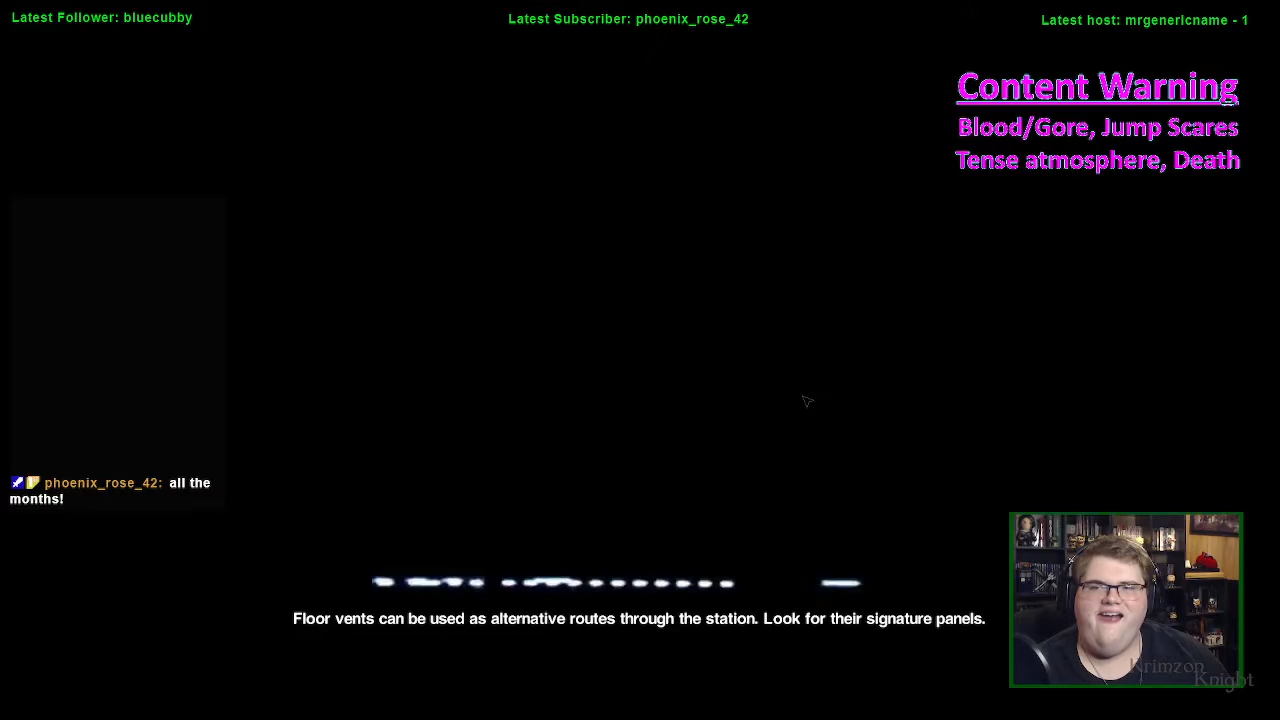 Latest Follower: bluecubby
Latest Subscriber: phoenix_rose_42
Latest host: mrgenericname - 1
Content Warning
Blood/Gore, Jump Scares
Tense atmosphere, Death
phoenix_rose_42: all the
months!
Floor vents can be used as alternative routes through the station. Look for their signature panels.
Krimzon
Knight